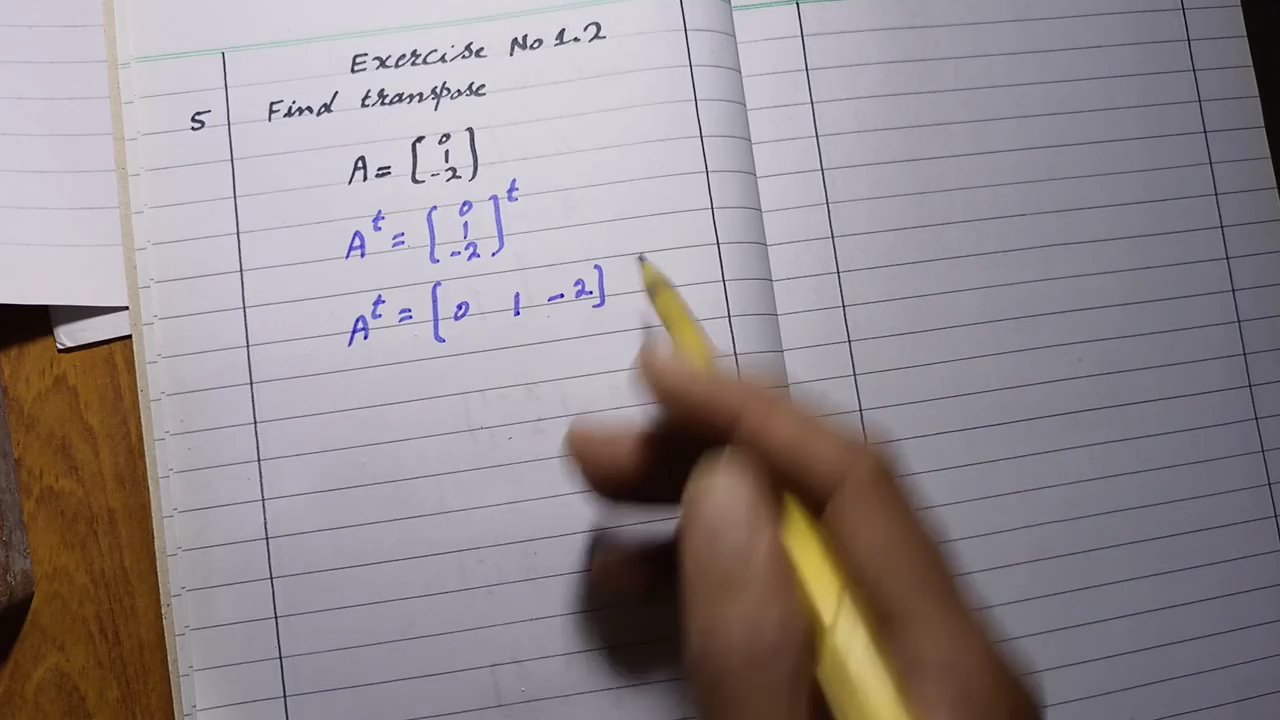 Exercise No 1.2
5 Find transpose
A = [0 1 -2]
A^t = [0 1 -2]^t
A^t = [0 1 -2]